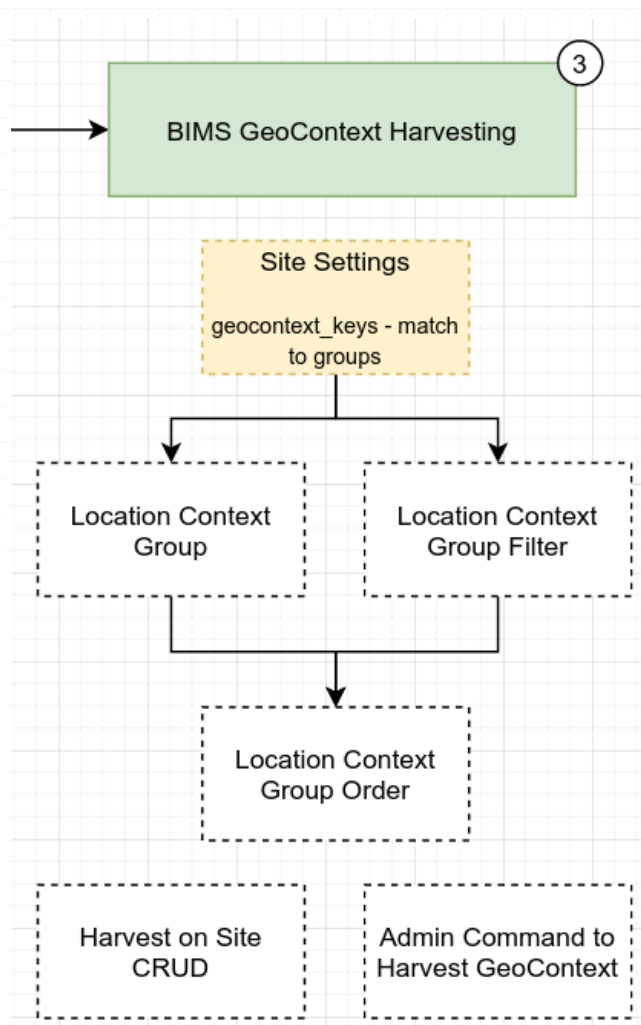 3
BIMS GeoContext Harvesting
Site Settings
geocontext_keys - match
to groups
Location Context
Group
Location Context
Group Filter
Location Context
Group Order
Harvest on Site
CRUD
Admin Command to
Harvest GeoContext